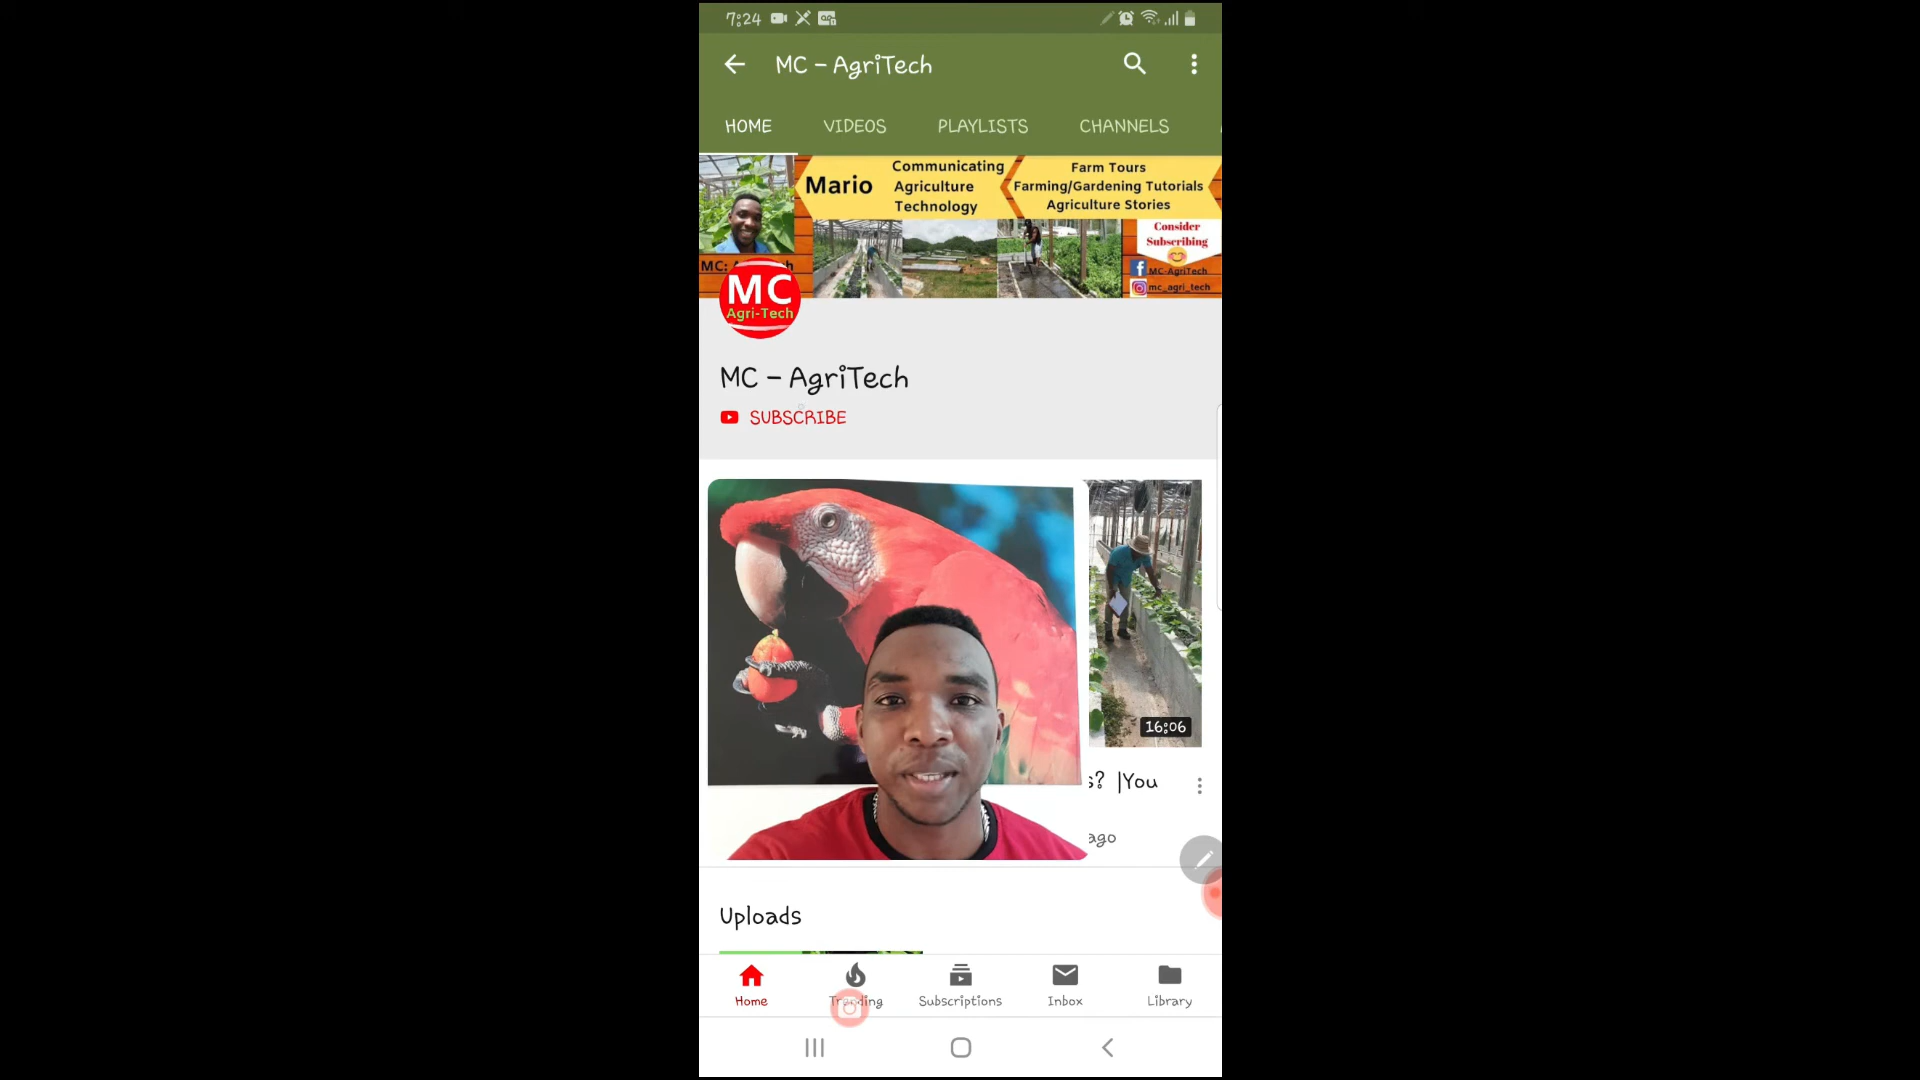 7:24
MC - AgriTech
HOME VIDEOS PLAYLISTS CHANNELS
Mario
Communicating
Agriculture
Technology
Farm Tours
Farming/Gardening Tutorials
Agriculture Stories
Consider
Subscribing
MC-AgriTech
mc_agri_tech
MC:
MC
Agri-Tech
MC - AgriTech
SUBSCRIBE
16:06
? |You
ago
Uploads
Home Trending Subscriptions Inbox Library